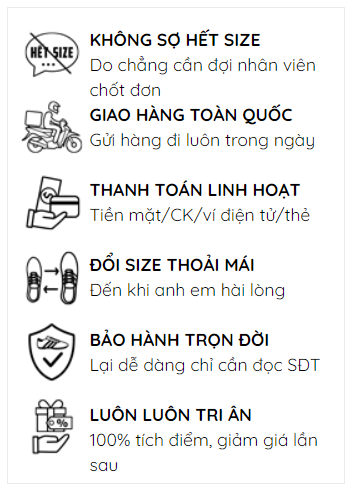 HẾT SIZE
KHÔNG SỢ HẾT SIZE
Do chẳng cần đợi nhân viên
chốt đơn
GIAO HÀNG TOÀN QUỐC
Gửi hàng đi luôn trong ngày
THANH TOÁN LINH HOẠT
Tiền mặt/CK/ví điện tử/thẻ
ĐỔI SIZE THOẢI MÁI
Đến khi anh em hài lòng
BẢO HÀNH TRỌN ĐỜI
Lại dễ dàng chỉ cần đọc SĐT
LUÔN LUÔN TRI ÂN
100% tích điểm, giảm giá lần
sau